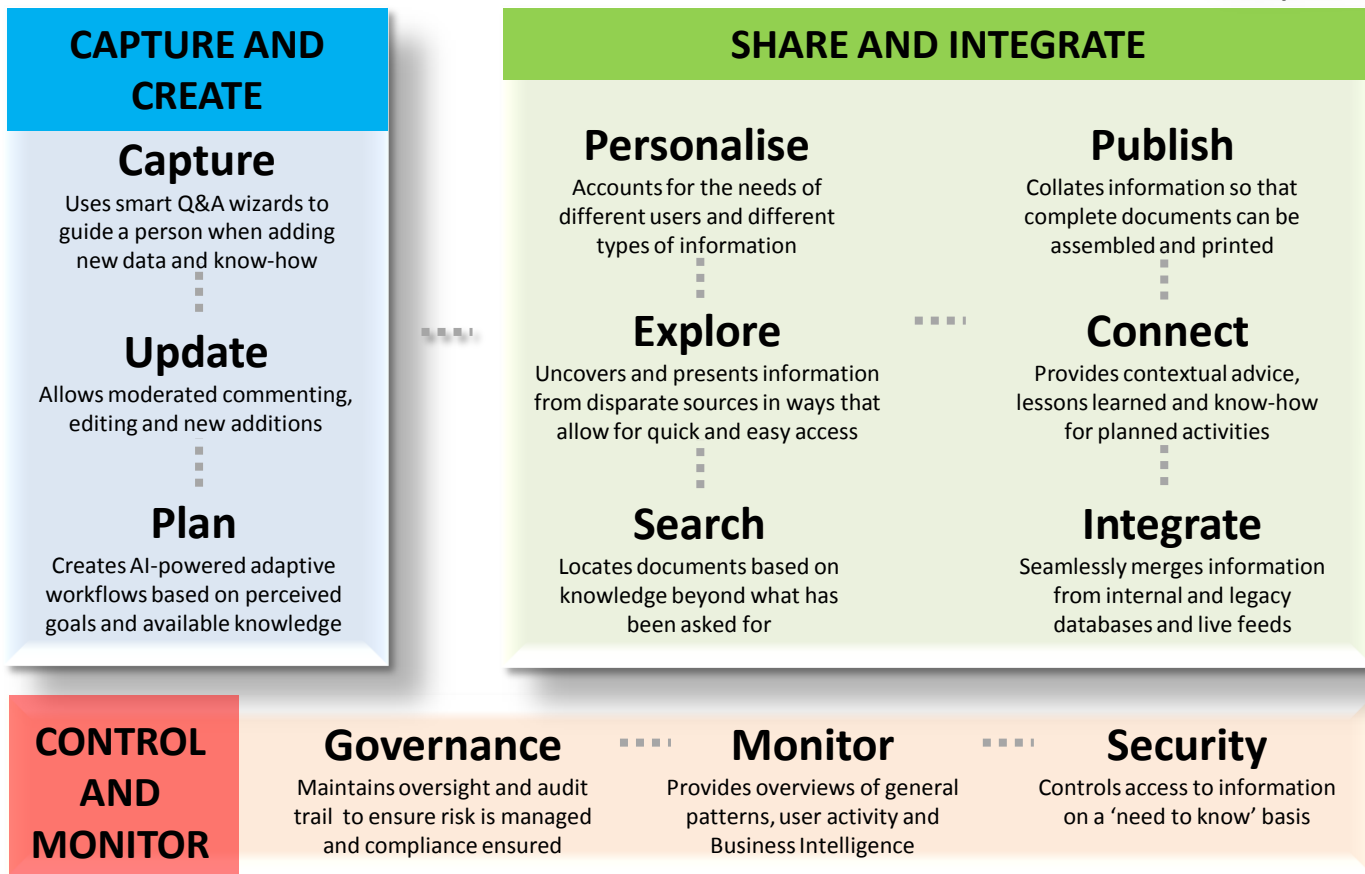 CAPTURE AND
CREATE
Capture
Uses smart Q&A wizards to
guide a person when adding
new data and know-how
Update
Allows moderated commenting,
editing and new additions
Plan
Creates AI-powered adaptive
workflows based on perceived
goals and available knowledge
SHARE AND INTEGRATE
Personalise
Accounts for the needs of
different users and different
types of information
Explore
Uncovers and presents information
from disparate sources in ways that
allow for quick and easy access
Search
Locates documents based on
knowledge beyond what has
been asked for
Publish
Collates information so that
complete documents can be
assembled and printed
Connect
Provides contextual advice,
lessons learned and know-how
for planned activities
Integrate
Seamlessly merges information
from internal and legacy
databases and live feeds
CONTROL
AND
MONITOR
Governance
Maintains oversight and audit
trail to ensure risk is managed
and compliance ensured
Monitor
Provides overviews of general
patterns, user activity and
Business Intelligence
Security
Controls access to information
on a ‘need to know’ basis